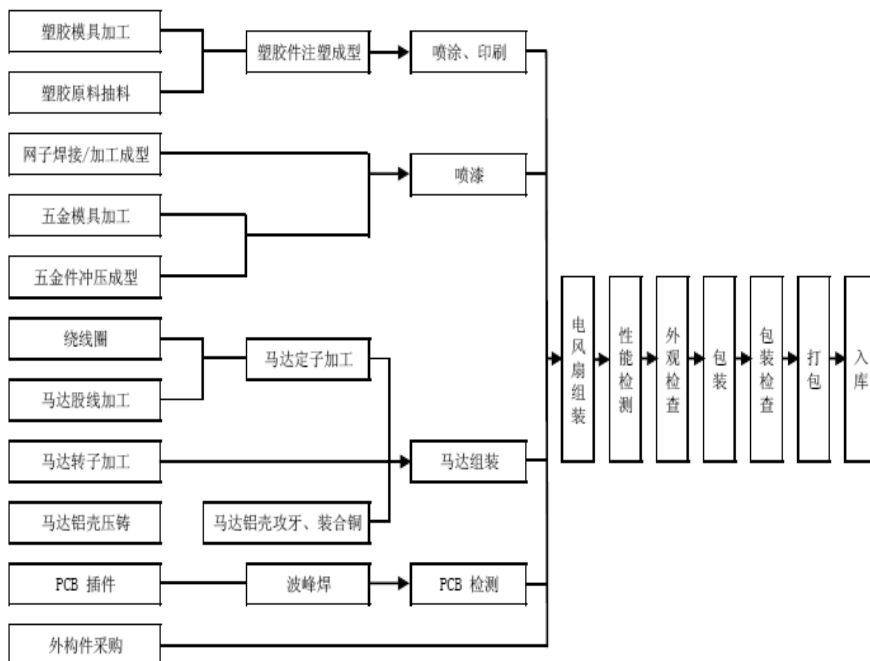 塑胶模具加工
塑胶件注塑成型
喷涂、印刷
塑胶原料抽料
网子焊接/加工成型
喷漆
五金模具加工
五金件冲压成型
绕线圈
马达定子加工
马达股线加工
马达转子加工
马达组装
马达铝壳压铸
马达铝壳攻牙、装合铜
PCB 插件
波峰焊
PCB 检测
外构件采购
电风扇组装
性能检测
外观检查
包装
包装检查
打包
入库